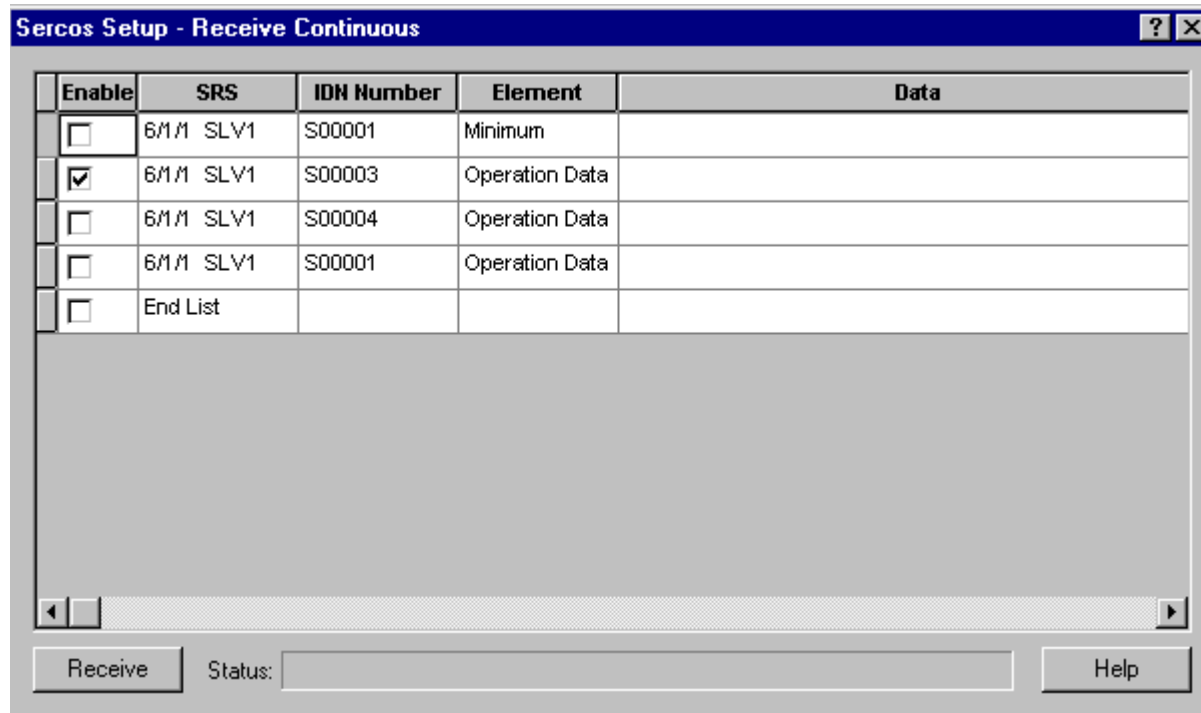 Sercos Setup - Receive Continuous
Enable SRS IDN Number Element Data
6/1/1 SLV1 S00001 Minimum
6/1/1 SLV1 S00003 Operation Data
6/1/1 SLV1 S00004 Operation Data
6/1/1 SLV1 S00001 Operation Data
End List
Receive Status: Help